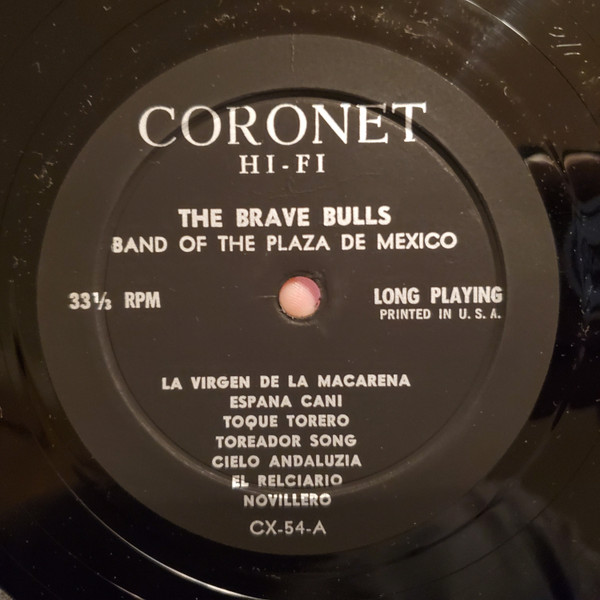 CORONET
HI-FI
THE BRAVE BULLS
BAND OF THE PLAZA DE MEXICO
33⅓ RPM
LONG PLAYING
PRINTED IN U. S. A.
LA VIRGEN DE LA MACARENA
ESPANA CANI
TOQUE TORERO
TOREADOR SONG
CIELO ANDALUZIA
EL RELCIARIO
NOVILLERO
CX-54-A